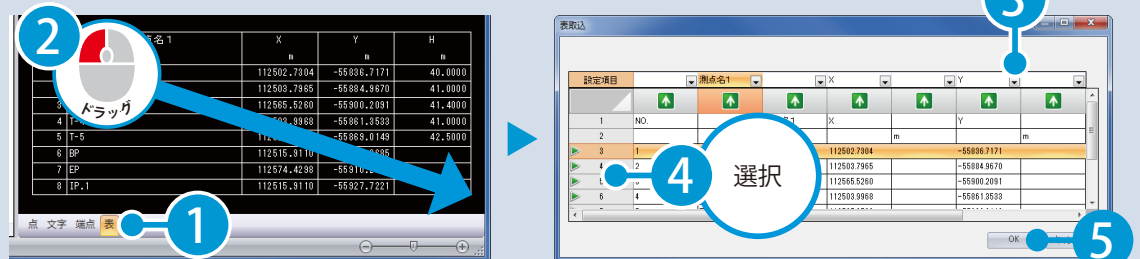 2
ドラッグ
名1 X Y H
m m m
112502.7304 -55836.7171 40.0000
112503.7965 -55884.9670 41.0000
3 112565.5260 -55900.2091 41.4000
4 -55861.3533 41.0000
5 T-5 -55869.0149 42.5000
6 BP 112515.9110
7 EP 112574.4298
8 IP.1 112515.9110 -55927.7221
点 文字 端点 表
1
表取込
3
設定項目 測点名1 X Y
1 NO. X Y
2 m m
3 1 112502.7304 -55836.7171
4 2 112503.7965 -55884.9670
112565.5260 -55900.2091
6 4 112503.9968 -55861.3533
4
選択
OK
5